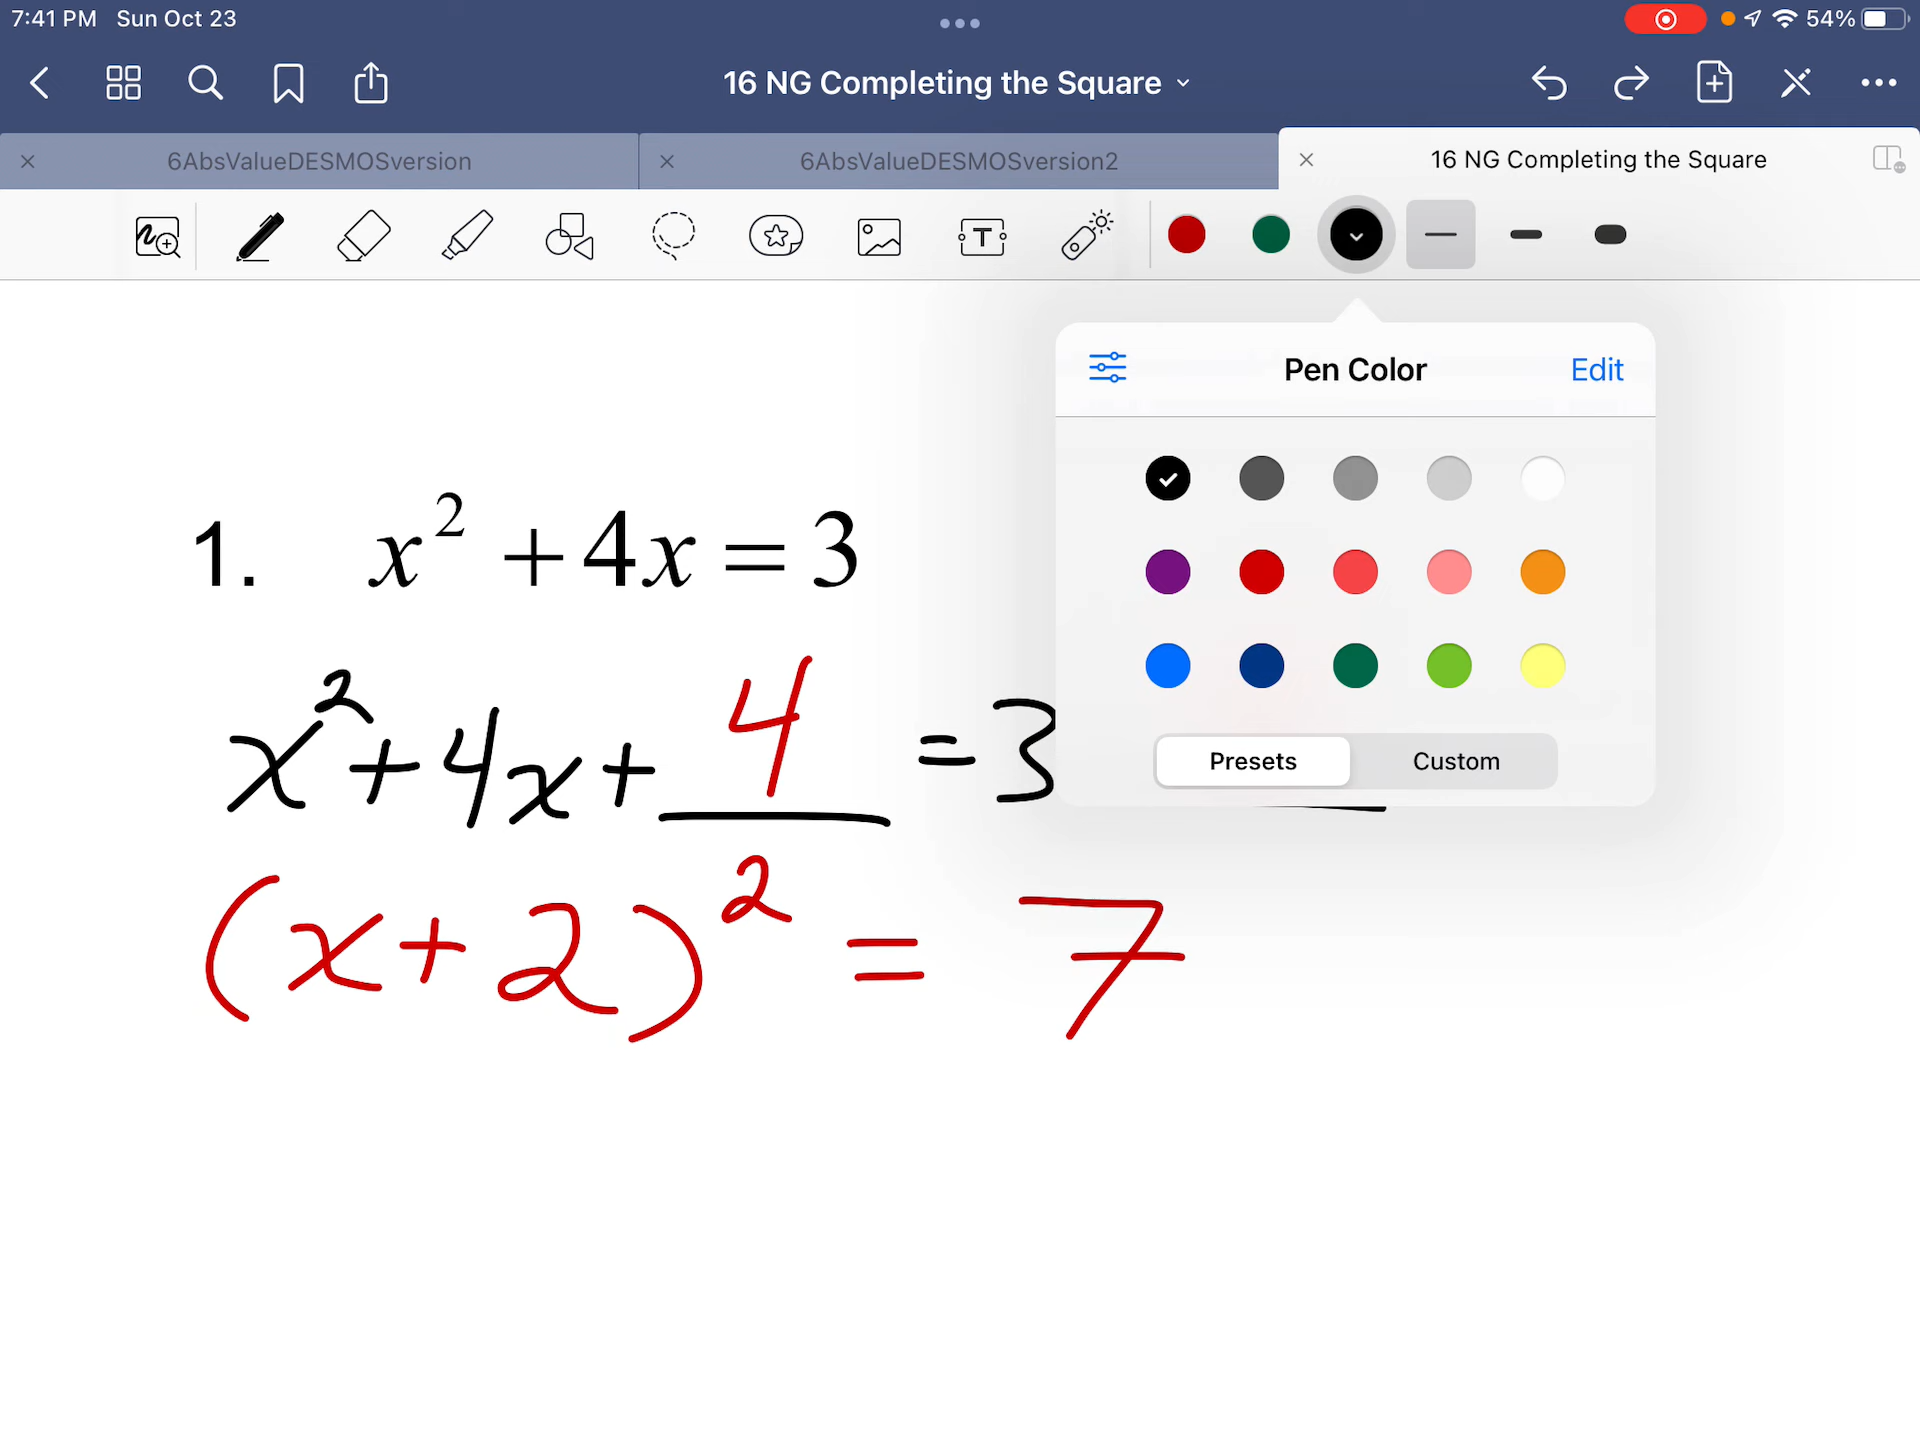 7:41 PM Sun Oct 23 54%
16 NG Completing the Square
6AbsValueDESMOSversion 6AbsValueDESMOSversion2 16 NG Completing the Square
T
Pen Color Edit
Presets Custom
1. x² + 4x = 3
x² + 4x + 4 = 3
(x + 2)² = 7